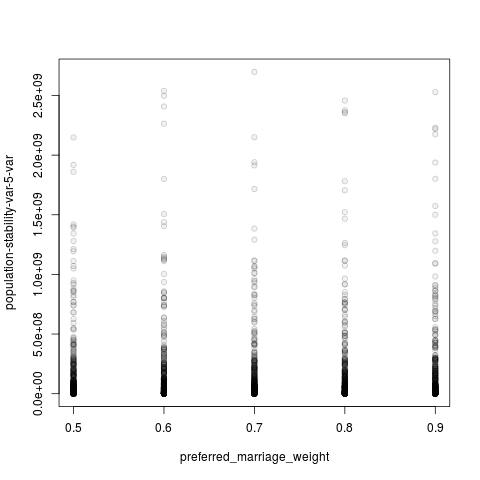 population-stability-var-5-var
2.5e+09
2.0e+09
1.5e+09
1.0e+09
5.0e+08
0.0e+00
0.5 0.6 0.7 0.8 0.9
preferred_marriage_weight